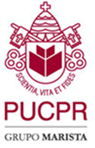 SCIENTIA, VITA ET FIDES
PUCPR
GRUPO MARISTA